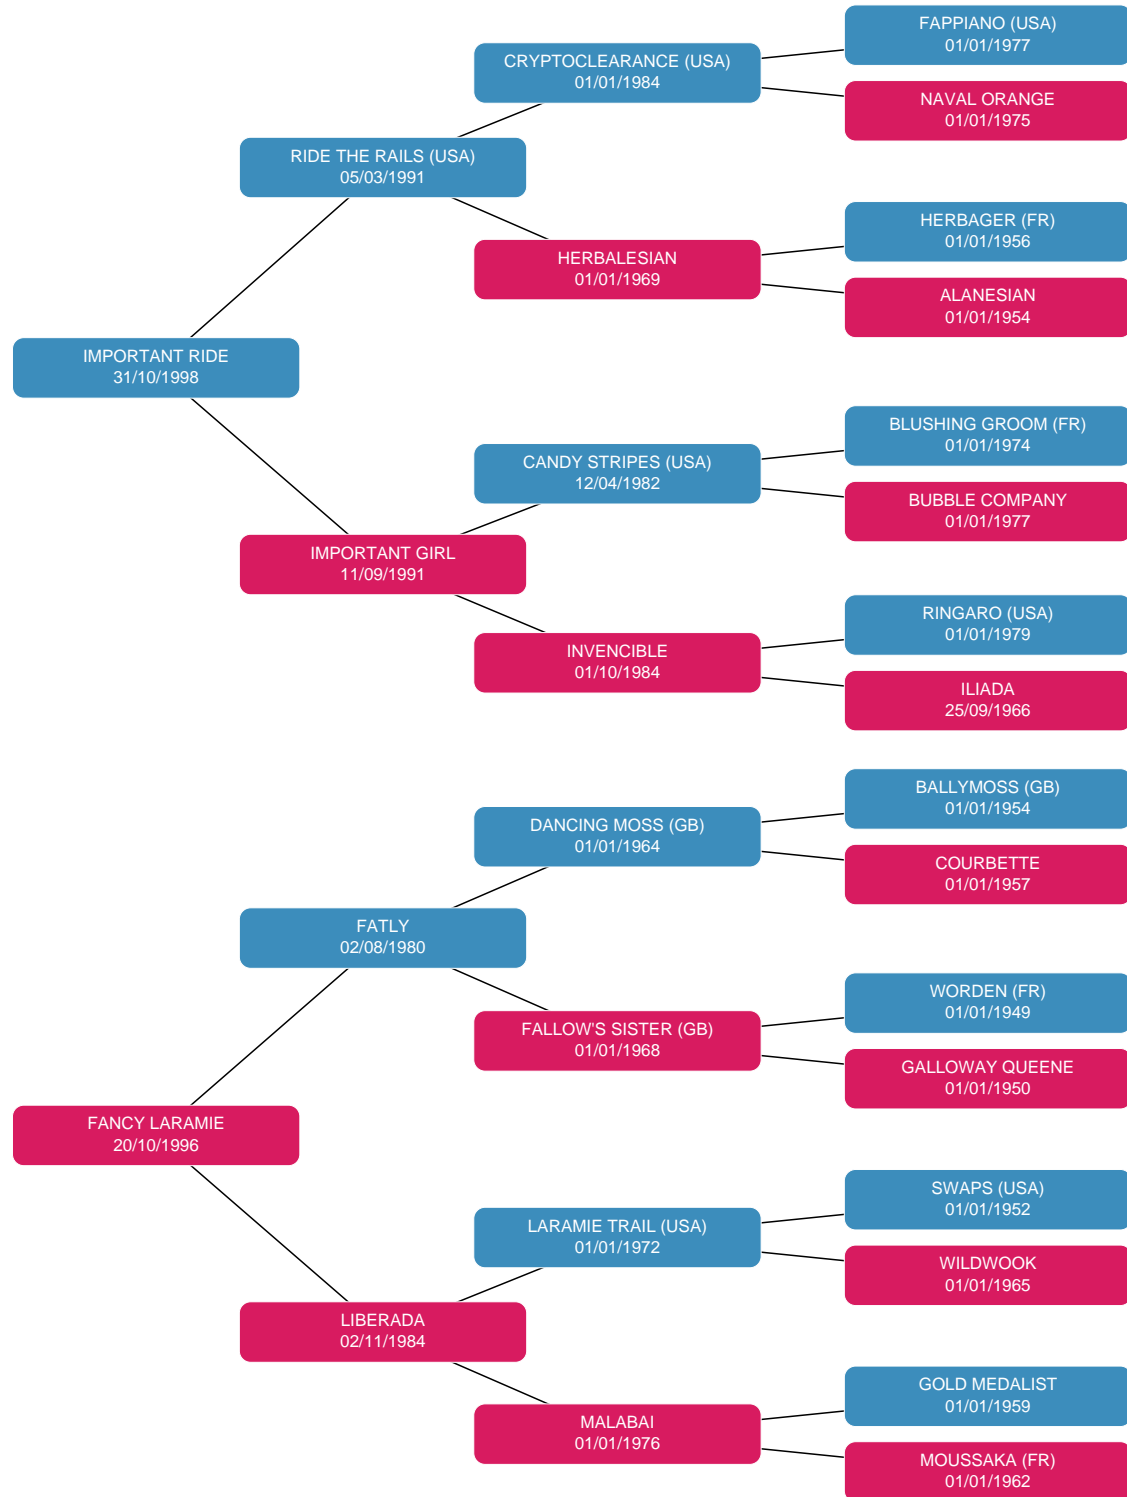 FAPPIANO (USA)
01/01/1977
CRYPTOCLEARANCE (USA)
01/01/1984
NAVAL ORANGE
01/01/1975
RIDE THE RAILS (USA)
05/03/1991
HERBAGER (FR)
01/01/1956
HERBALESIAN
01/01/1969
ALANESIAN
01/01/1954
IMPORTANT RIDE
31/10/1998
BLUSHING GROOM (FR)
01/01/1974
CANDY STRIPES (USA)
12/04/1982
BUBBLE COMPANY
01/01/1977
IMPORTANT GIRL
11/09/1991
RINGARO (USA)
01/01/1979
INVENCIBLE
01/10/1984
ILIADA
25/09/1966
BALLYMOSS (GB)
01/01/1954
DANCING MOSS (GB)
01/01/1964
COURBETTE
01/01/1957
FATLY
02/08/1980
WORDEN (FR)
01/01/1949
FALLOW'S SISTER (GB)
01/01/1968
GALLOWAY QUEENE
01/01/1950
FANCY LARAMIE
20/10/1996
SWAPS (USA)
01/01/1952
LARAMIE TRAIL (USA)
01/01/1972
WILDWOOK
01/01/1965
LIBERADA
02/11/1984
GOLD MEDALIST
01/01/1959
MALABAI
01/01/1976
MOUSSAKA (FR)
01/01/1962